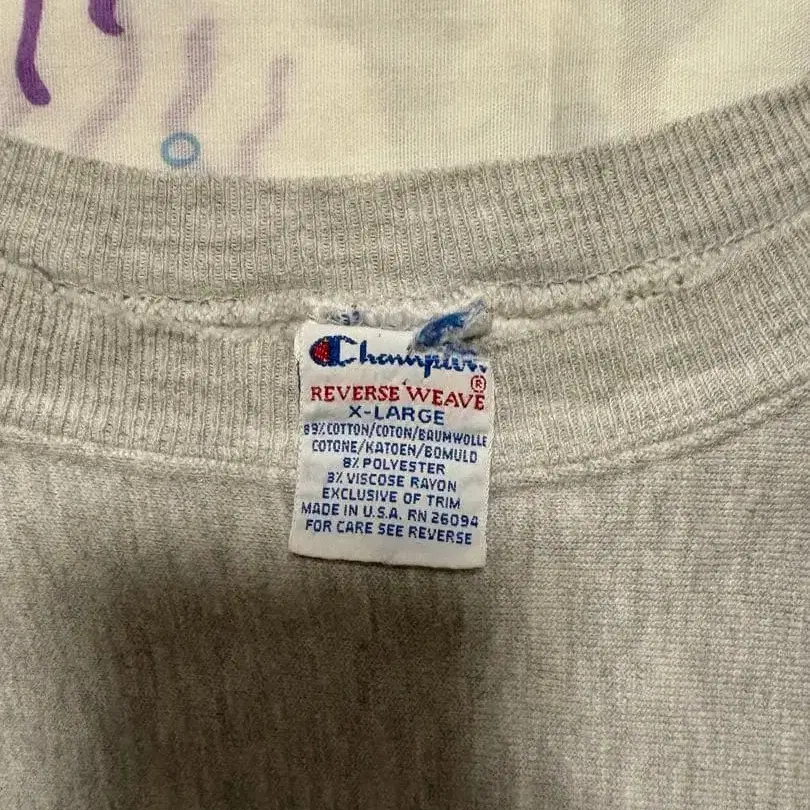 Champion
®
REVERSE WEAVE
X-LARGE
89% COTTON/COTON/BAUMWOLLE
COTONE/KATOEN/BOMULD
8% POLYESTER
3% VISCOSE RAYON
EXCLUSIVE OF TRIM
MADE IN U.S.A. RN 26094
FOR CARE SEE REVERSE